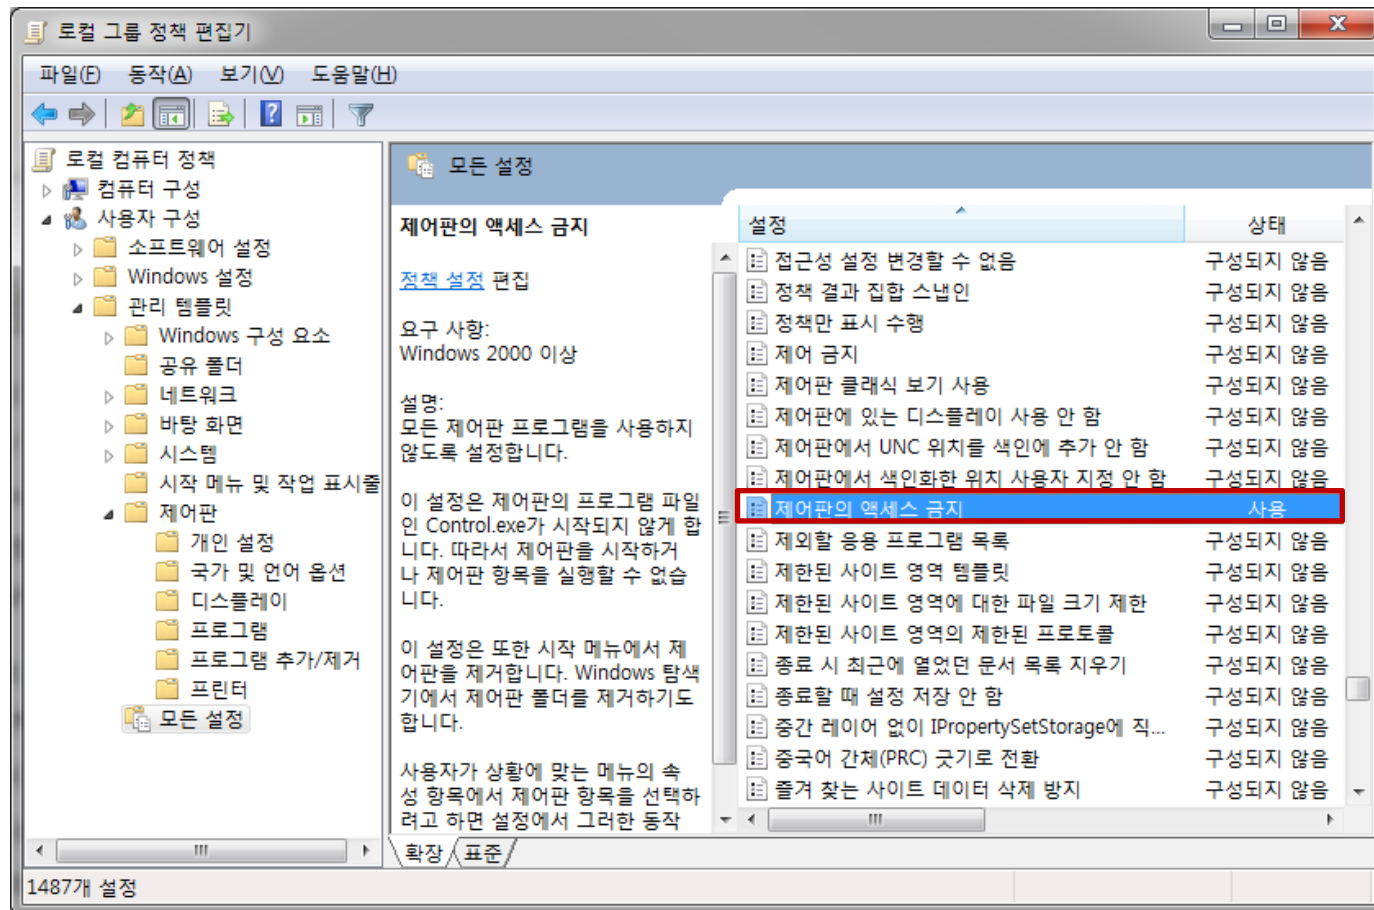 로컬 그룹 정책 편집기
파일(F) 동작(A) 보기(V) 도움말(H)
로컬 컴퓨터 정책
컴퓨터 구성
사용자 구성
소프트웨어 설정
Windows 설정
관리 템플릿
Windows 구성 요소
공유 폴더
네트워크
바탕 화면
시스템
시작 메뉴 및 작업 표시줄
제어판
개인 설정
국가 및 언어 옵션
디스플레이
프로그램
프로그램 추가/제거
프린터
모든 설정
모든 설정
제어판의 액세스 금지
정책 설정 편집
요구 사항:
Windows 2000 이상
설명:
모든 제어판 프로그램을 사용하지
않도록 설정합니다.
이 설정은 제어판의 프로그램 파일
인 Control.exe가 시작되지 않게 합
니다. 따라서 제어판을 시작하거
나 제어판 항목을 실행할 수 없습
니다.
이 설정은 또한 시작 메뉴에서 제
어판을 제거합니다. Windows 탐색
기에서 제어판 폴더를 제거하기도
합니다.
사용자가 상황에 맞는 메뉴의 속
성 항목에서 제어판 항목을 선택하
려고 하면 설정에서 그러한 동작
설정 상태
접근성 설정 변경할 수 없음 구성되지 않음
정책 결과 집합 스냅인 구성되지 않음
정책만 표시 수행 구성되지 않음
제어 금지 구성되지 않음
제어판 클래식 보기 사용 구성되지 않음
제어판에 있는 디스플레이 사용 안 함 구성되지 않음
제어판에서 UNC 위치를 색인에 추가 안 함 구성되지 않음
제어판에서 색인화한 위치 사용자 지정 안 함 구성되지 않음
제어판의 액세스 금지 사용
제외할 응용 프로그램 목록 구성되지 않음
제한된 사이트 영역 템플릿 구성되지 않음
제한된 사이트 영역에 대한 파일 크기 제한 구성되지 않음
제한된 사이트 영역의 제한된 프로토콜 구성되지 않음
종료 시 최근에 열었던 문서 목록 지우기 구성되지 않음
종료할 때 설정 저장 안 함 구성되지 않음
중간 레이어 없이 IPropertySetStorage에 직... 구성되지 않음
중국어 간체(PRC) 긋기로 전환 구성되지 않음
즐겨 찾는 사이트 데이터 삭제 방지 구성되지 않음
확장 표준
1487개 설정